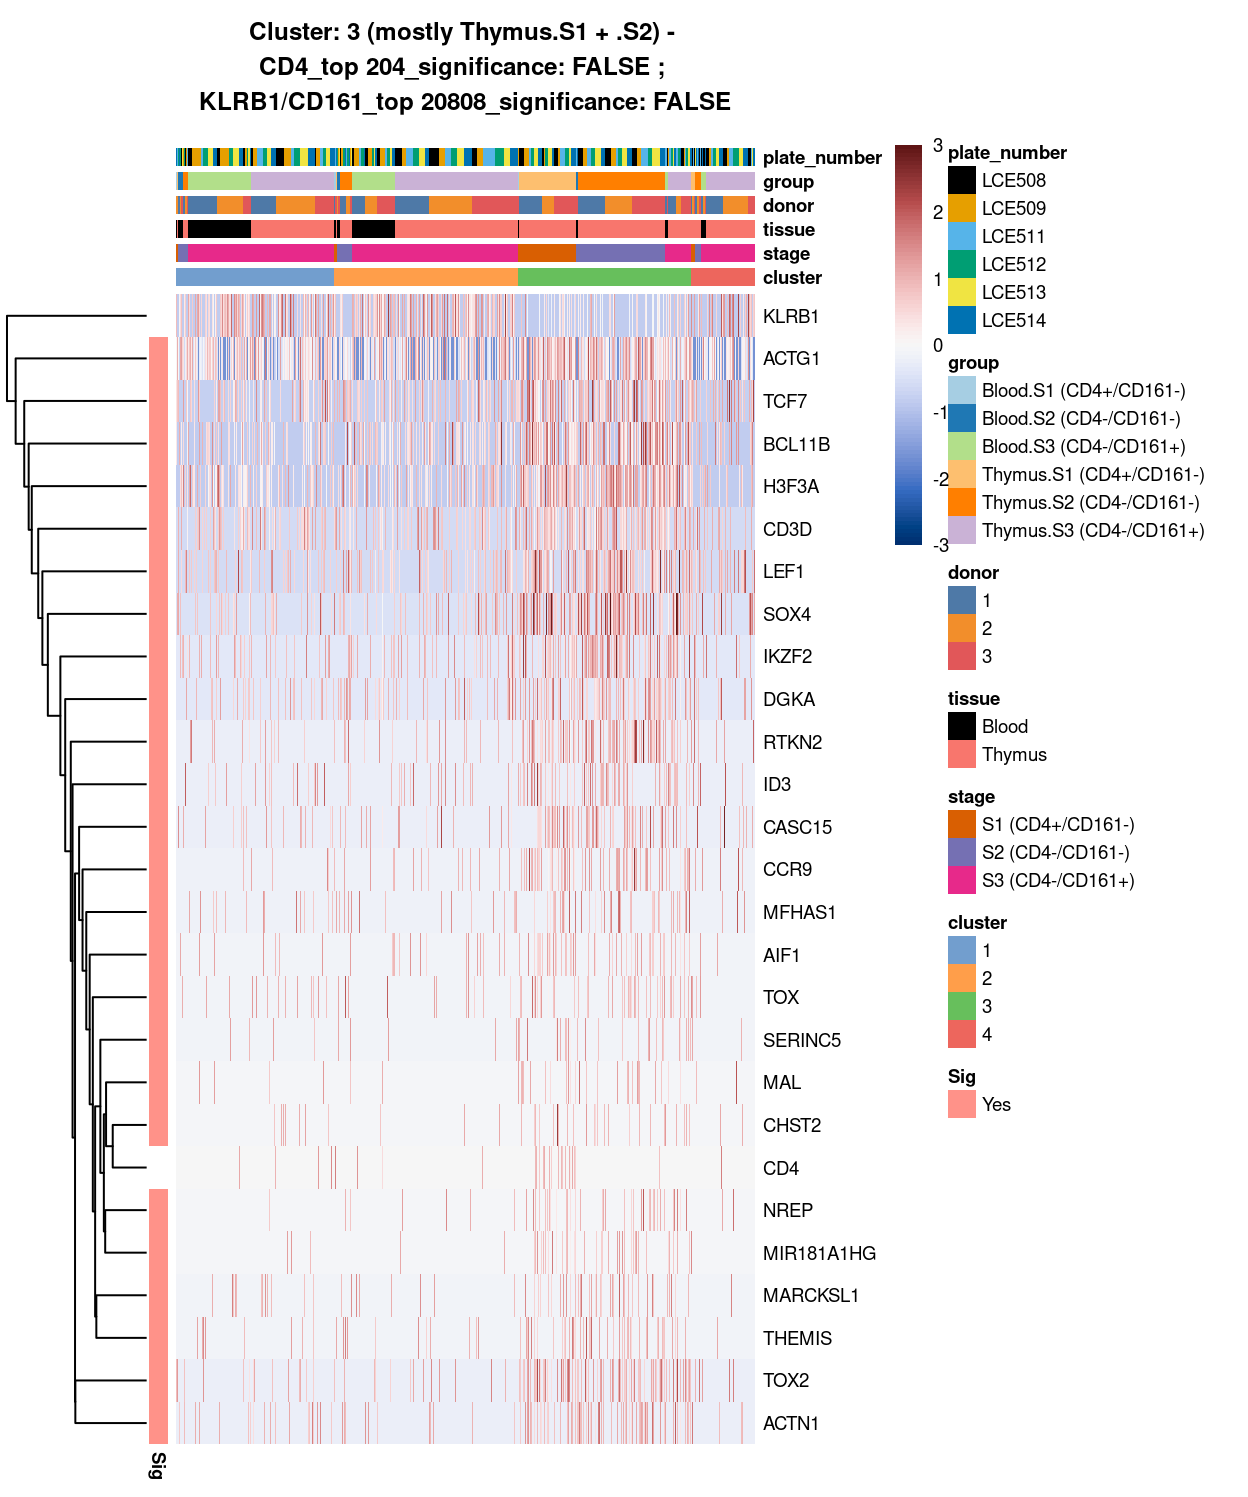 Cluster: 3 (mostly Thymus.S1 + .S2) -
CD4_top 204_significance: FALSE ;
KLRB1/CD161_top 20808_significance: FALSE
plate_number
group
donor
tissue
stage
cluster
KLRB1
ACTG1
TCF7
BCL11B
H3F3A
CD3D
LEF1
SOX4
IKZF2
DGKA
RTKN2
ID3
CASC15
CCR9
MFHAS1
AIF1
TOX
SERINC5
MAL
CHST2
CD4
NREP
MIR181A1HG
MARCKSL1
THEMIS
TOX2
ACTN1
Sig
3
2
1
0
-1
-2
-3
plate_number
LCE508
LCE509
LCE511
LCE512
LCE513
LCE514
group
Blood.S1 (CD4+/CD161-)
Blood.S2 (CD4-/CD161-)
Blood.S3 (CD4-/CD161+)
Thymus.S1 (CD4+/CD161-)
Thymus.S2 (CD4-/CD161-)
Thymus.S3 (CD4-/CD161+)
donor
1
2
3
tissue
Blood
Thymus
stage
S1 (CD4+/CD161-)
S2 (CD4-/CD161-)
S3 (CD4-/CD161+)
cluster
1
2
3
4
Sig
Yes